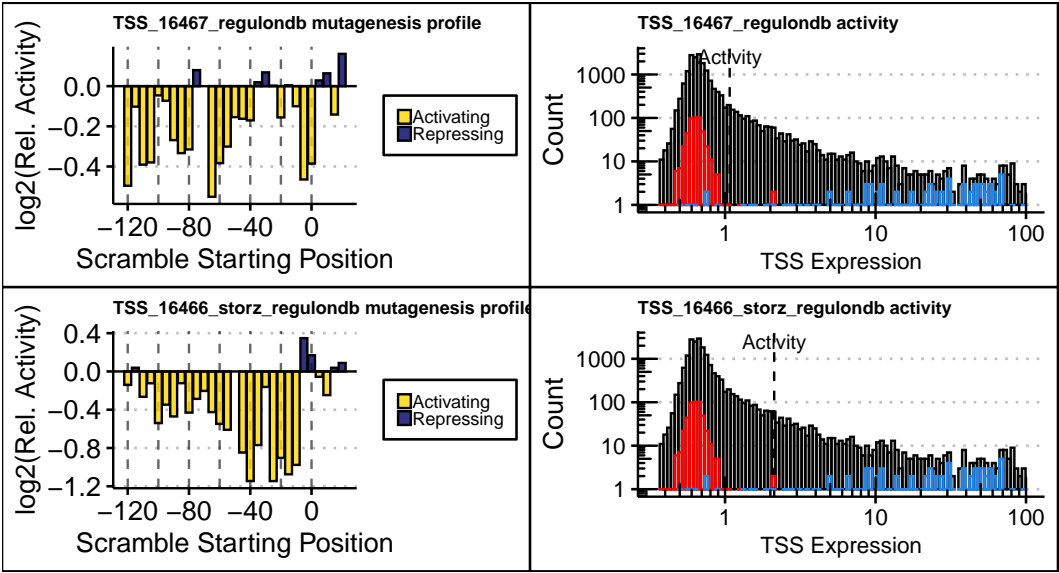 TSS_16467_regulondb mutagenesis profile
log2(Rel. Activity)
0.0
−0.2
−0.4
−120 −80 −40 0
Scramble Starting Position
Activating
Repressing
TSS_16467_regulondb activity
Activity
Count
1000
100
10
1
1 10 100
TSS Expression
TSS_16466_storz_regulondb mutagenesis profile
log2(Rel. Activity)
0.4
0.0
−0.4
−0.8
−1.2
−120 −80 −40 0
Scramble Starting Position
Activating
Repressing
TSS_16466_storz_regulondb activity
Activity
Count
1000
100
10
1
1 10 100
TSS Expression